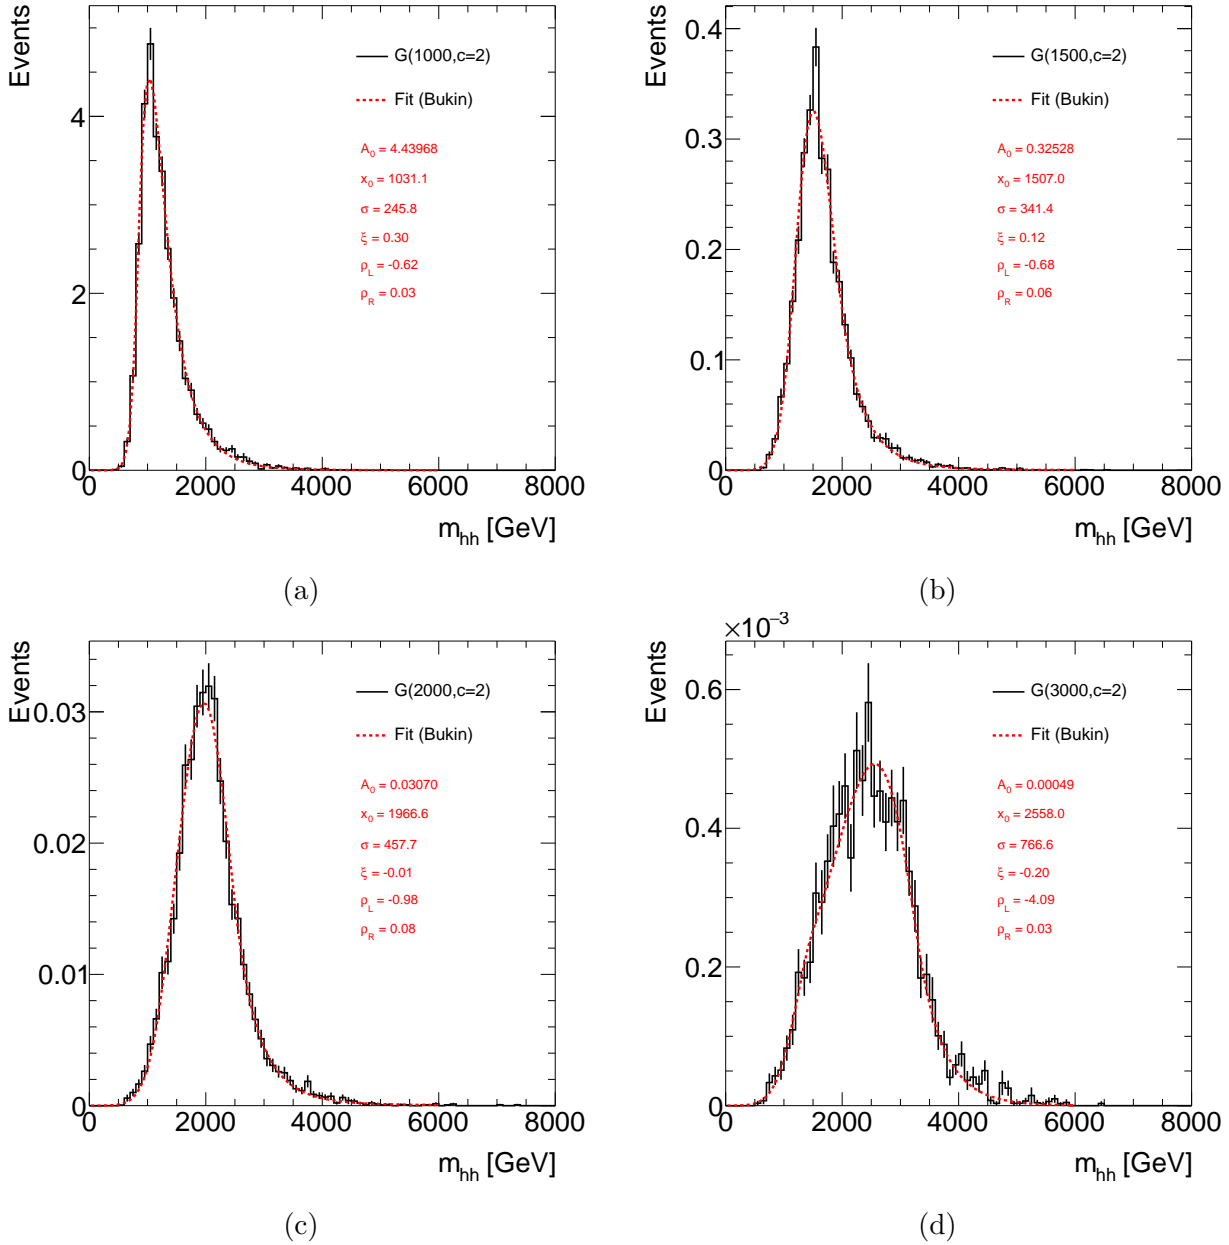 Events
G(1000,c=2)
Fit (Bukin)
A0 = 4.43968
x0 = 1031.1
σ = 245.8
ξ = 0.30
ρL = -0.62
ρR = 0.03
4
2
0
0 2000 4000 6000 8000
mhh [GeV]
(a)
Events
0.4
G(1500,c=2)
Fit (Bukin)
A0 = 0.32528
x0 = 1507.0
σ = 341.4
ξ = 0.12
ρL = -0.68
ρR = 0.06
0.3
0.2
0.1
0
0 2000 4000 6000 8000
mhh [GeV]
(b)
Events
G(2000,c=2)
0.03
Fit (Bukin)
A0 = 0.03070
x0 = 1966.6
σ = 457.7
ξ = -0.01
ρL = -0.98
ρR = 0.08
0.02
0.01
0
0 2000 4000 6000 8000
mhh [GeV]
(c)
×10−3
Events
0.6
G(3000,c=2)
Fit (Bukin)
A0 = 0.00049
x0 = 2558.0
σ = 766.6
ξ = -0.20
ρL = -4.09
ρR = 0.03
0.4
0.2
0
0 2000 4000 6000 8000
mhh [GeV]
(d)